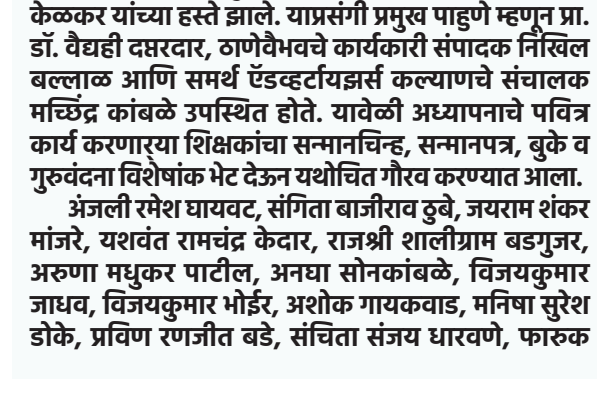 केळकर यांच्या हस्ते झाले. याप्रसंगी प्रमुख पाहुणे म्हणून प्रा.
डॉ. वैद्यही दप्तरदार, ठाणेवैभवचे कार्यकारी संपादक निखिल
बल्लाळ आणि समर्थ ऍडव्हर्टायझर्स कल्याणचे संचालक
मच्छिंद्र कांबळे उपस्थित होते. यावेळी अध्यापनाचे पवित्र
कार्य करणाऱ्या शिक्षकांचा सन्मानचिन्ह, सन्मानपत्र, बुके व
गुरुवंदना विशेषांक भेट देऊन यथोचित गौरव करण्यात आला.
अंजली रमेश घायवट, संगिता बाजीराव ठुबे, जयराम शंकर
मांजरे, यशवंत रामचंद्र केदार, राजश्री शालीग्राम बडगुजर,
अरुणा मधुकर पाटील, अनघा सोनकांबळे, विजयकुमार
जाधव, विजयकुमार भोईर, अशोक गायकवाड, मनिषा सुरेश
डोके, प्रविण रणजीत बडे, संचिता संजय धारवणे, फारुक